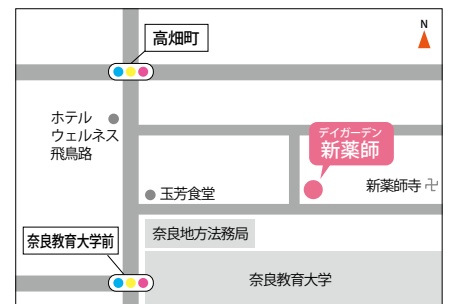 高畑町
N
ホテル
ウェルネス
飛鳥路
デイガーデン
新薬師
新薬師寺 卍
玉芳食堂
奈良教育大学前
奈良地方法務局
奈良教育大学